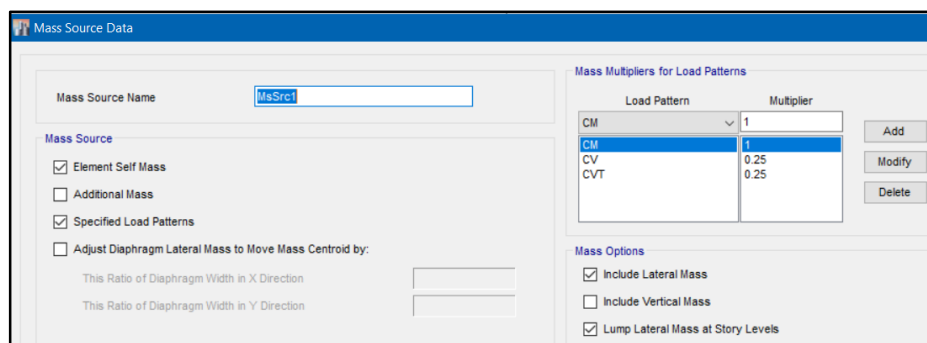 Mass Source Data
Mass Source Name
MsSrc1
Mass Source
Element Self Mass
Additional Mass
Specified Load Patterns
Adjust Diaphragm Lateral Mass to Move Mass Centroid by:
This Ratio of Diaphragm Width in X Direction
This Ratio of Diaphragm Width in Y Direction
Mass Multipliers for Load Patterns
Load Pattern Multiplier
CM 1
CM 1
CV 0.25
CVT 0.25
Add
Modify
Delete
Mass Options
Include Lateral Mass
Include Vertical Mass
Lump Lateral Mass at Story Levels